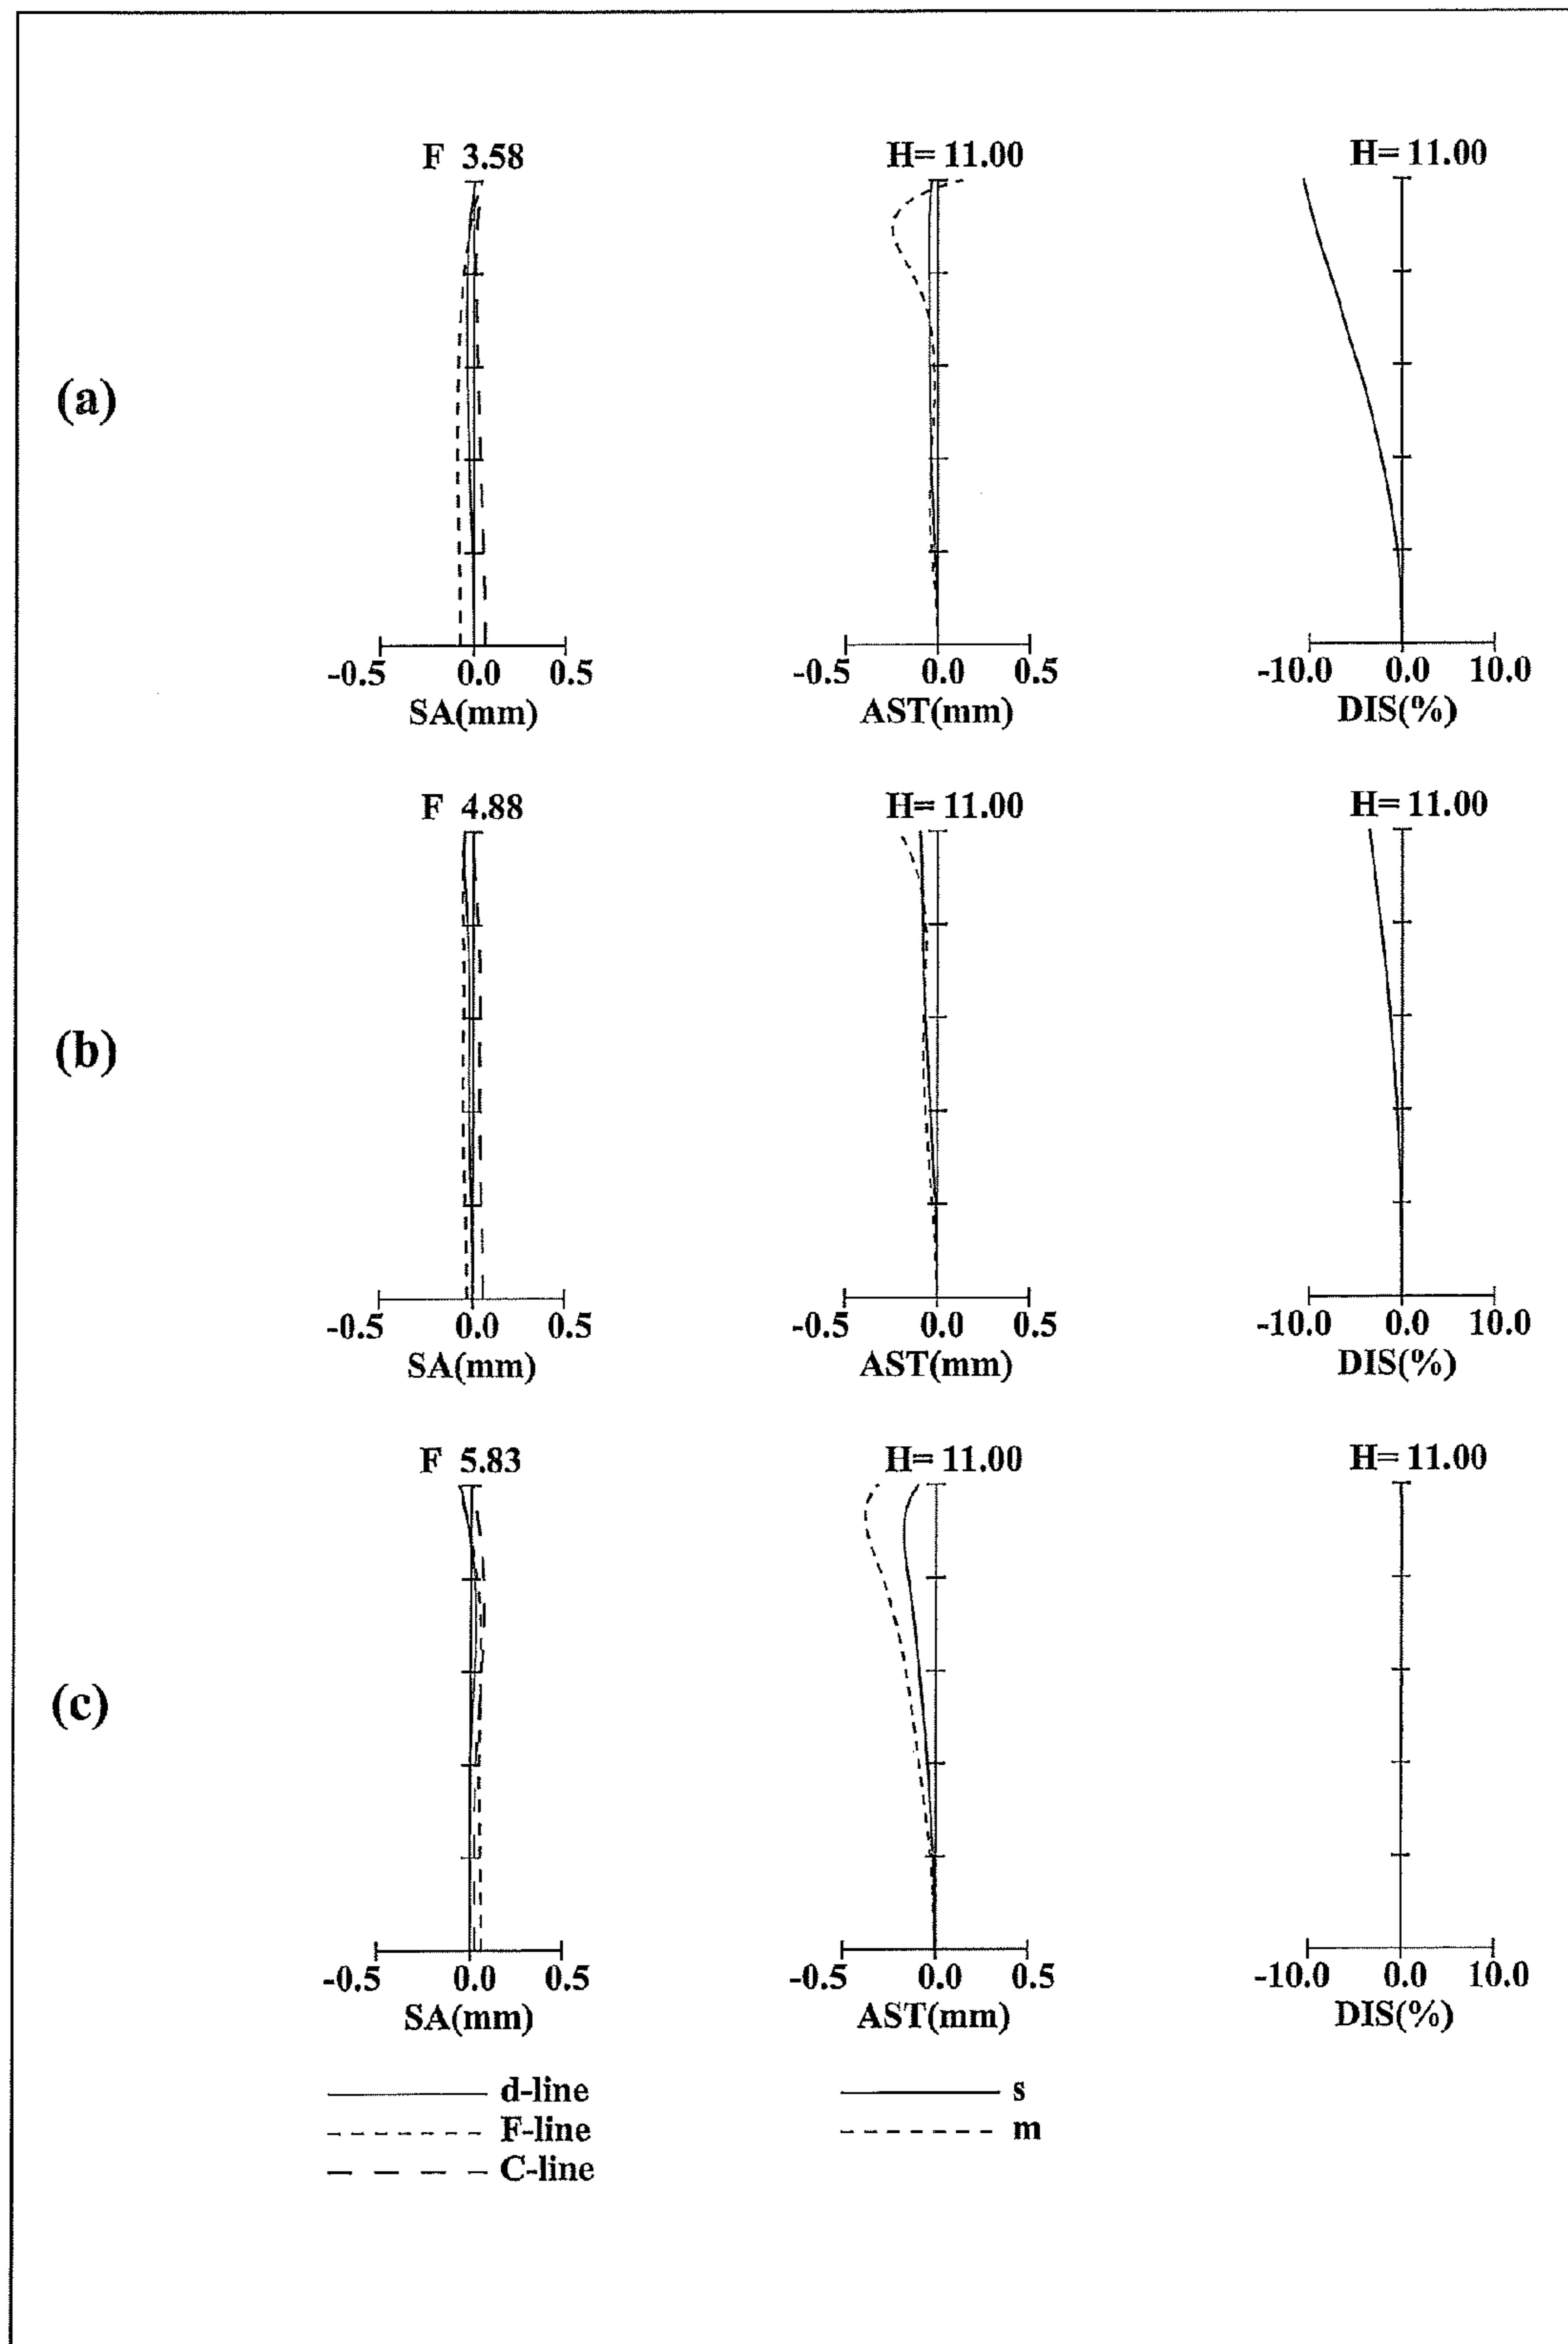 F 3.58 H= 11.00 H= 11.00
(a)
-0.5 0.0 0.5 -0.5 0.0 0.5 -10.0 0.0 10.0
SA(mm) AST(mm) DIS(%)
F 4.88 H= 11.00 H= 11.00
(b)
-0.5 0.0 0.5 -0.5 0.0 0.5 -10.0 0.0 10.0
SA(mm) AST(mm) DIS(%)
F 5.83 H= 11.00 H= 11.00
(c)
-0.5 0.0 0.5 -0.5 0.0 0.5 -10.0 0.0 10.0
SA(mm) AST(mm) DIS(%)
d-line s
F-line m
C-line